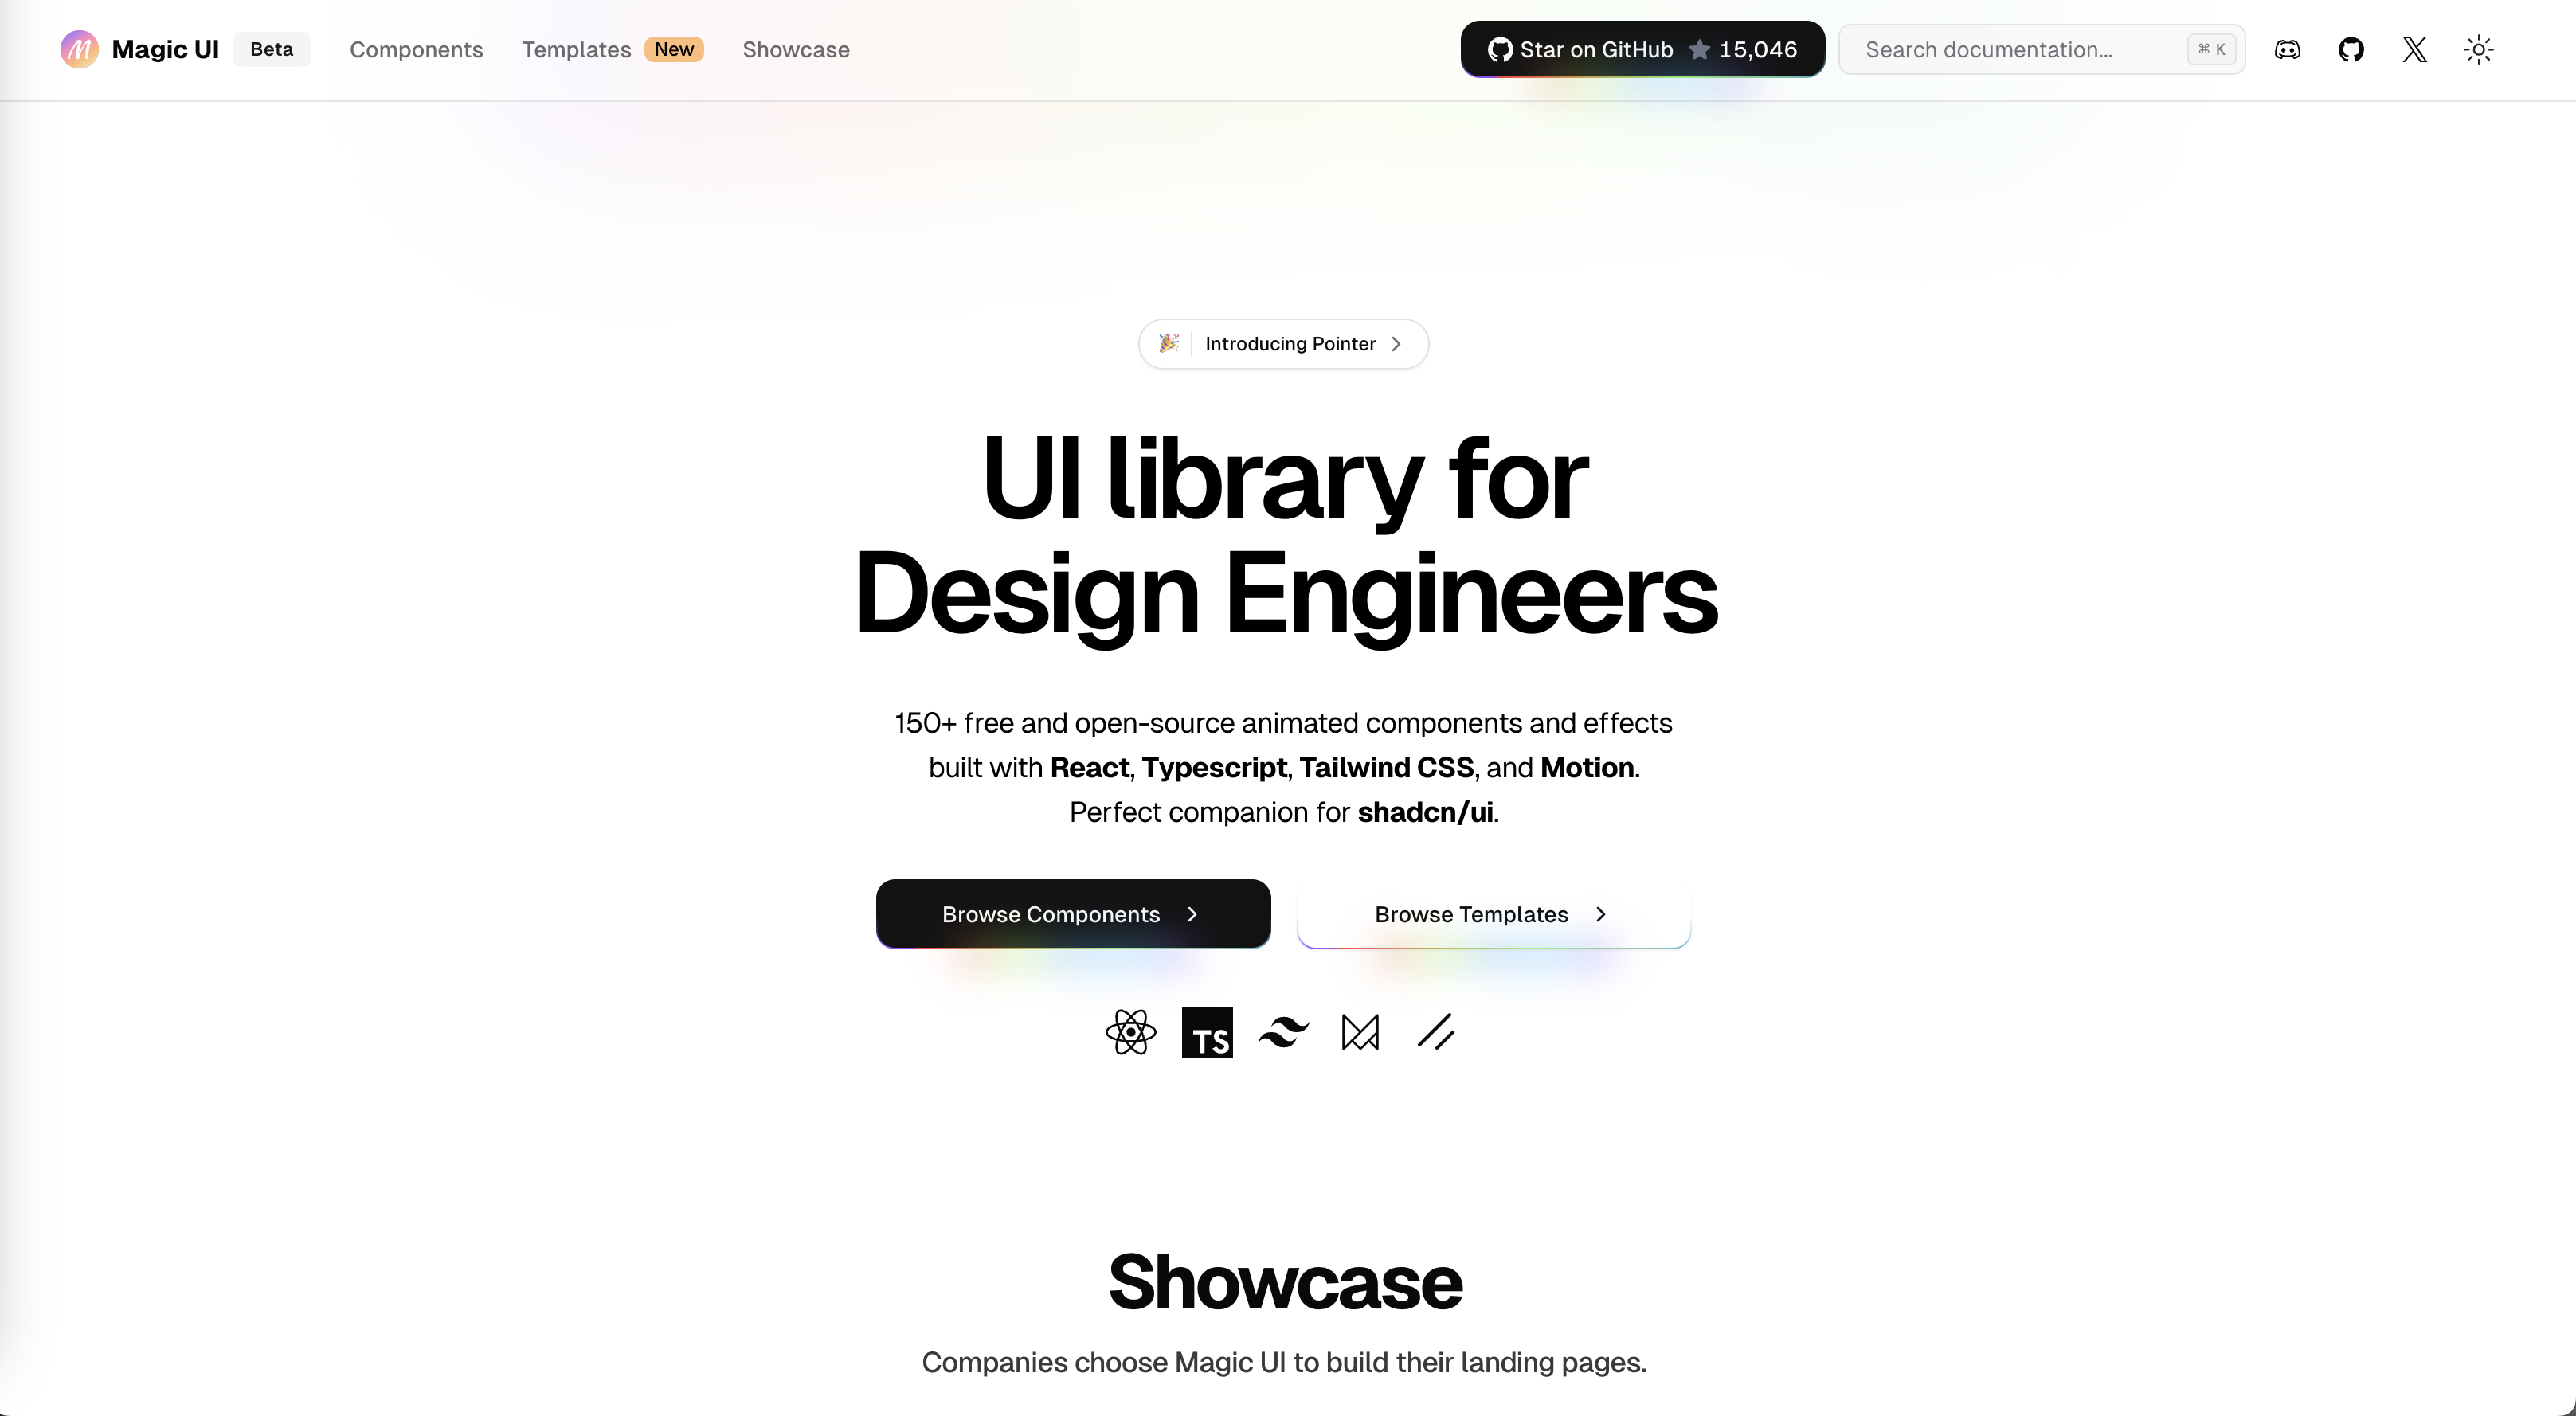 Magic UI Beta Components Templates New Showcase Star on GitHub 15,046 Search documentation... ⌘ K
🎉 Introducing Pointer
UI library for
Design Engineers
150+ free and open-source animated components and effects
built with React, Typescript, Tailwind CSS, and Motion.
Perfect companion for shadcn/ui.
Browse Components Browse Templates
TS
Showcase
Companies choose Magic UI to build their landing pages.